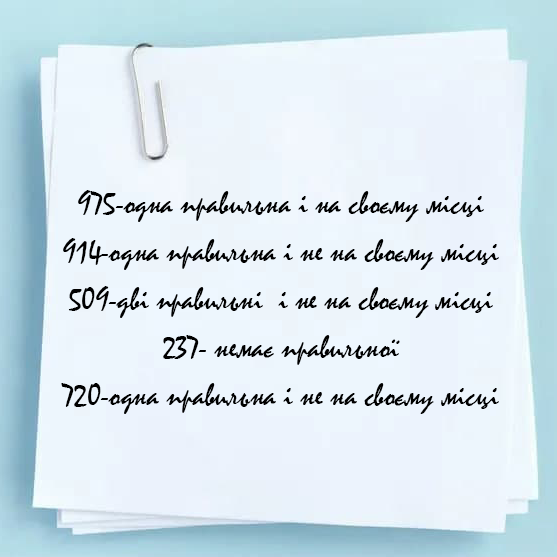 975-одна правильна і на своєму місці
914-одна правильна і не на своєму місці
509-дві правильні і не на своєму місці
237- немає правильної
720-одна правильна і не на своєму місці